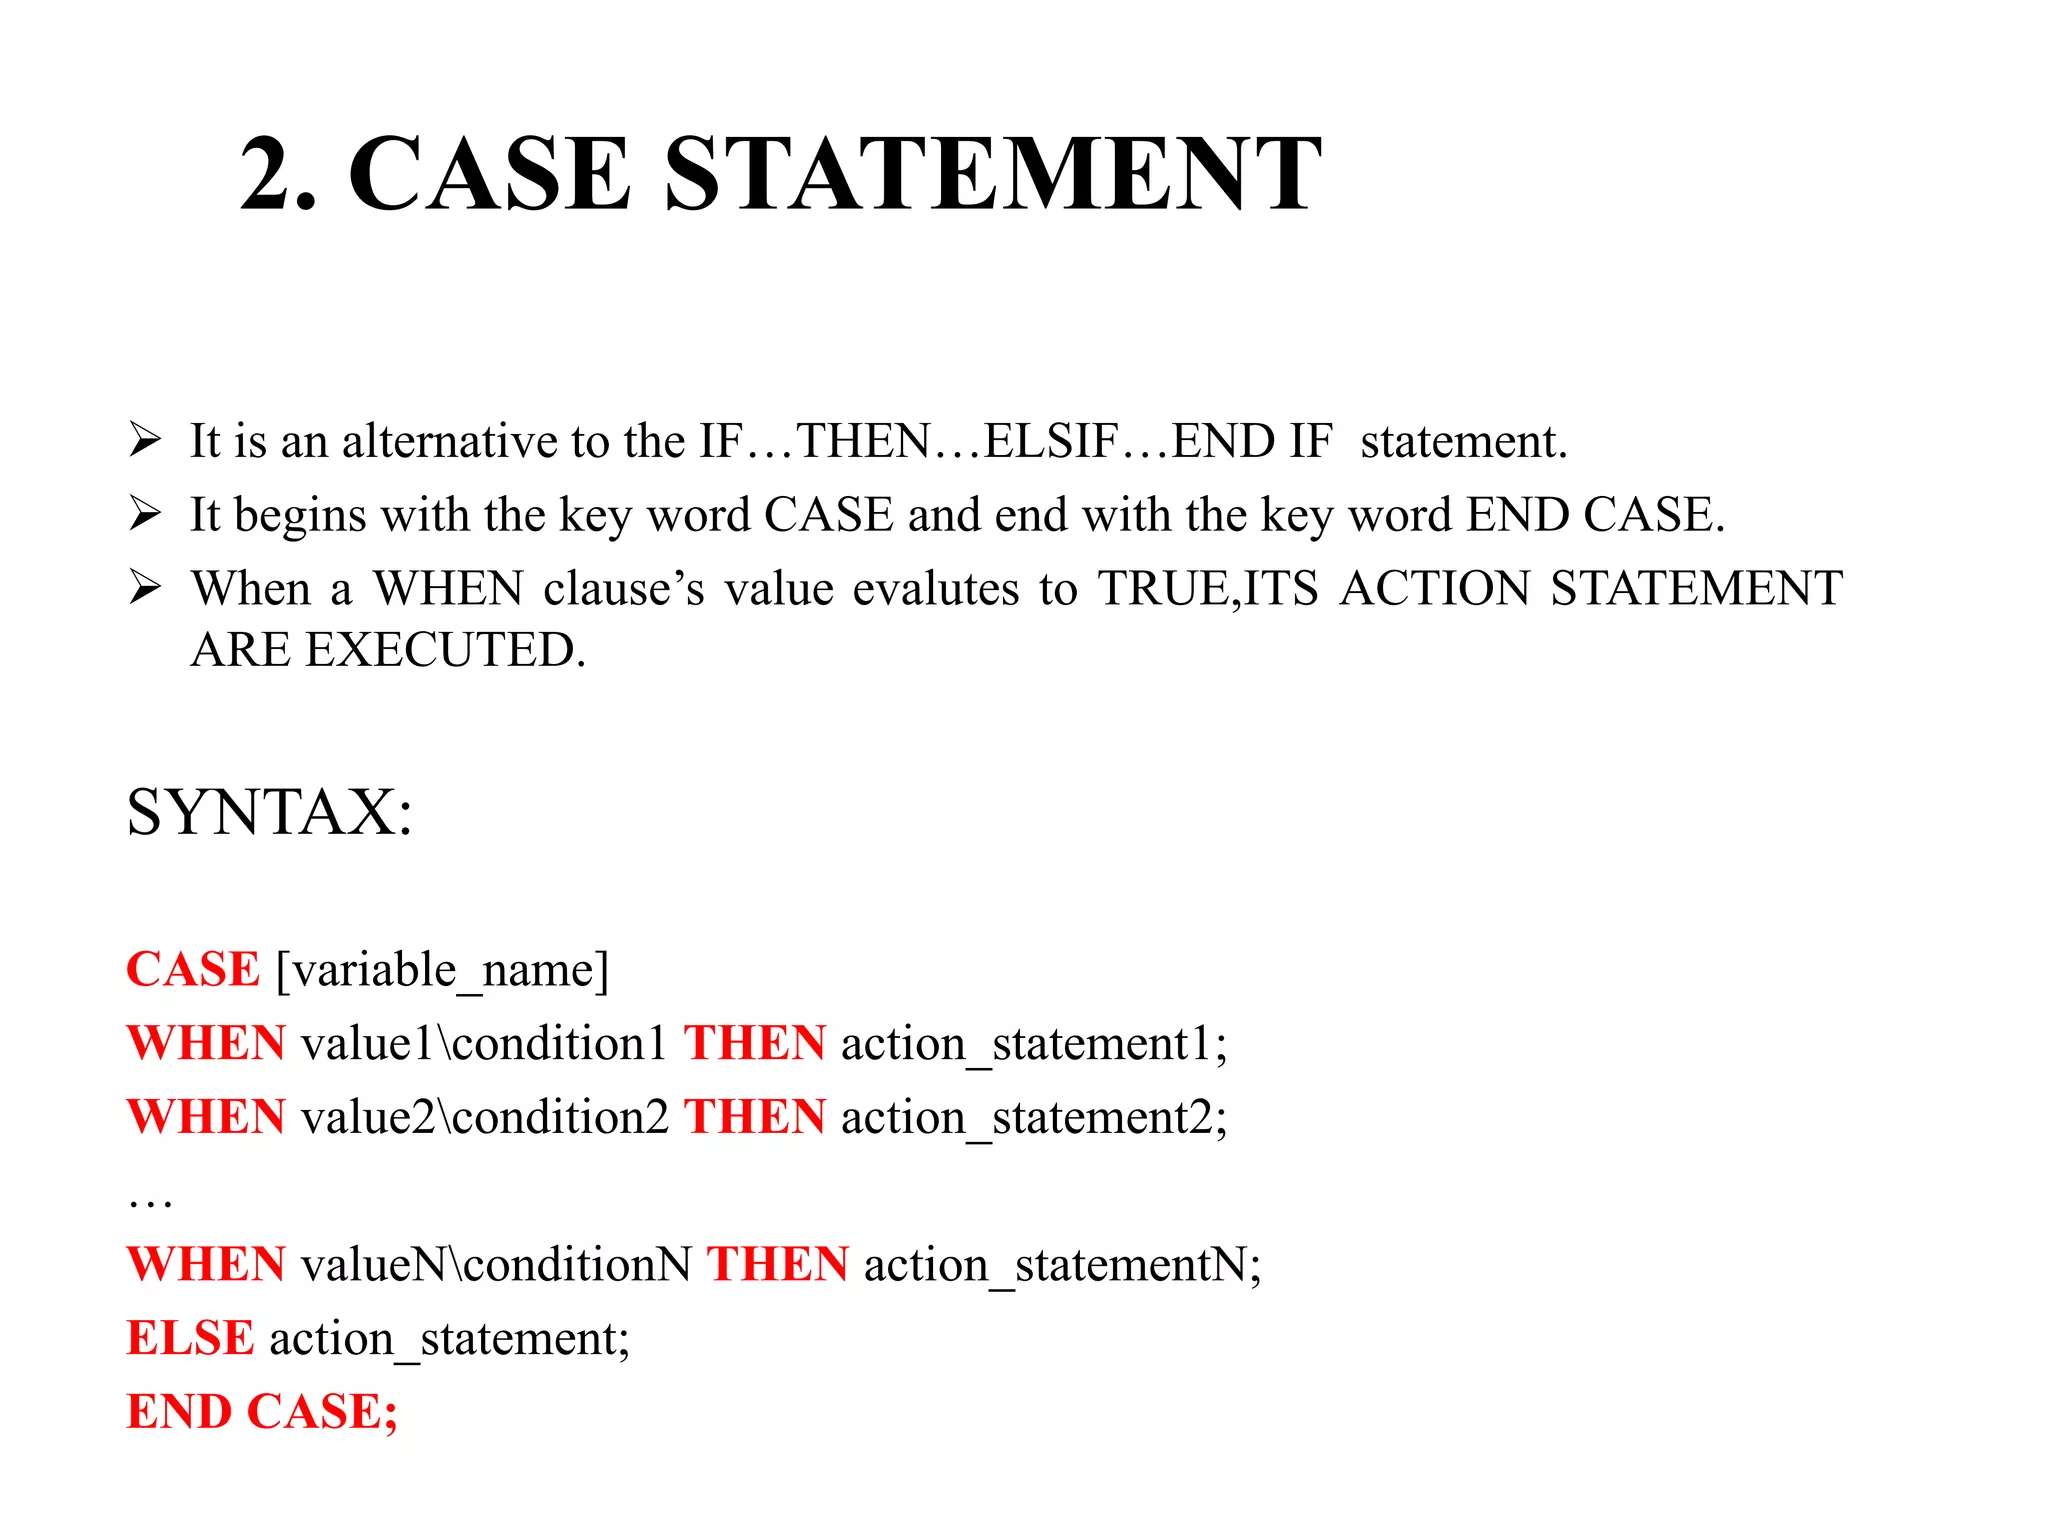 2. CASE STATEMENT
➢ It is an alternative to the IF…THEN…ELSIF…END IF  statement.
➢ It begins with the key word CASE and end with the key word END CASE.
➢ When a WHEN clause’s value evalutes to TRUE,ITS ACTION STATEMENT
ARE EXECUTED.
SYNTAX:
CASE [variable_name]
WHEN value1\condition1 THEN action_statement1;
WHEN value2\condition2 THEN action_statement2;
…
WHEN valueN\conditionN THEN action_statementN;
ELSE action_statement;
END CASE;